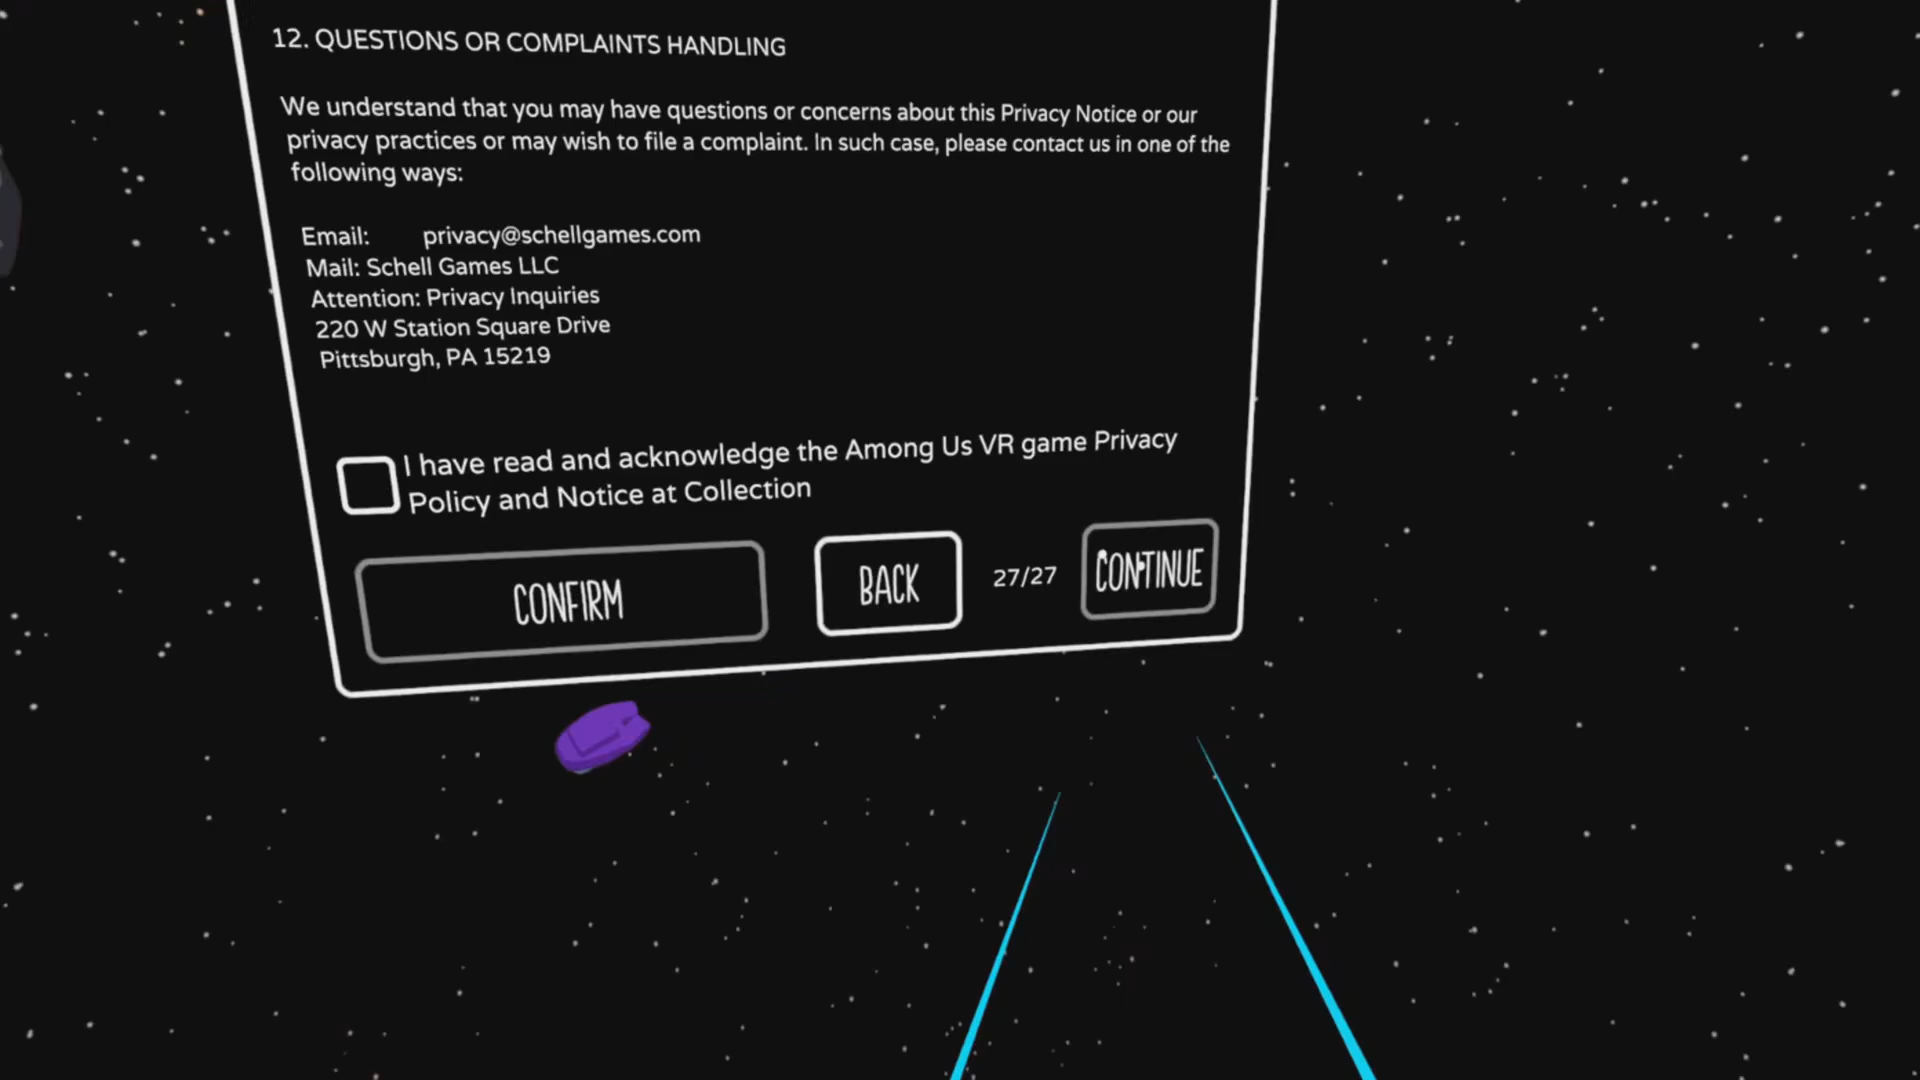 12. QUESTIONS OR COMPLAINTS HANDLING
We understand that you may have questions or concerns about this Privacy Notice or our
privacy practices or may wish to file a complaint. In such case, please contact us in one of the
following ways:
Email: privacy@schellgames.com
Mail: Schell Games LLC
Attention: Privacy Inquiries
220 W Station Square Drive
Pittsburgh, PA 15219
I have read and acknowledge the Among Us VR game Privacy
Policy and Notice at Collection
CONFIRM BACK 27/27 CONTINUE